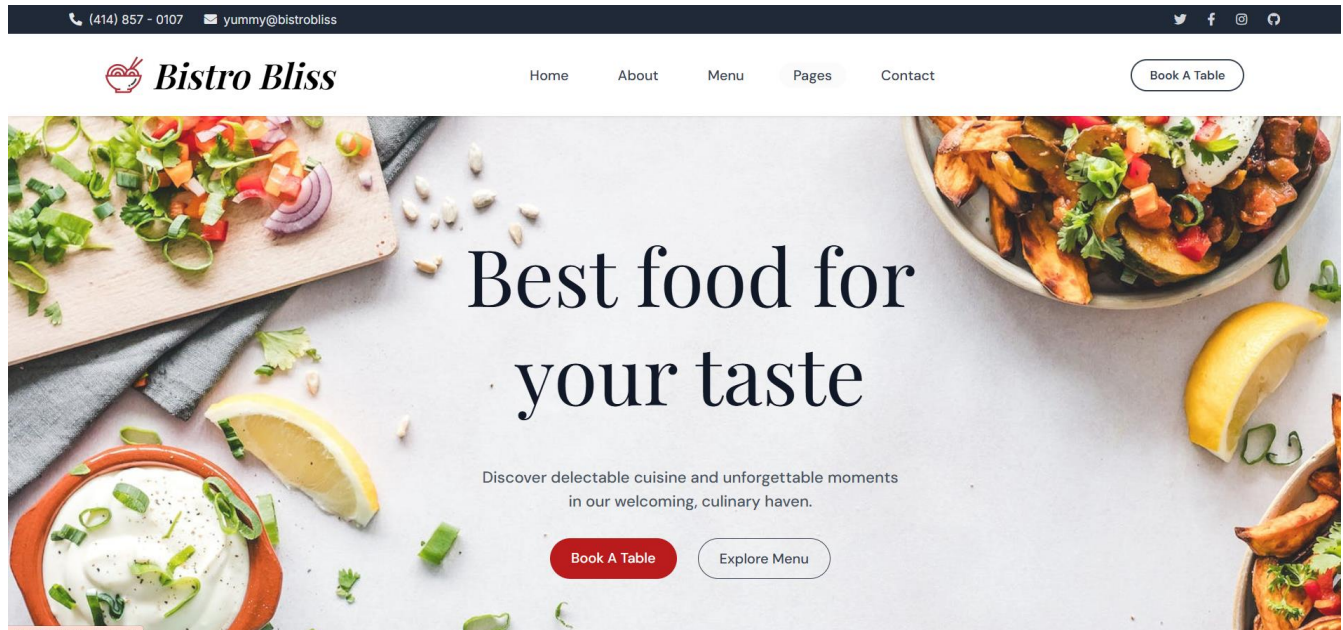 (414) 857 - 0107 yummy@bistrobliss
Bistro Bliss Home About Menu Pages Contact Book A Table
Best food for
your taste
Discover delectable cuisine and unforgettable moments
in our welcoming, culinary haven.
Book A Table Explore Menu